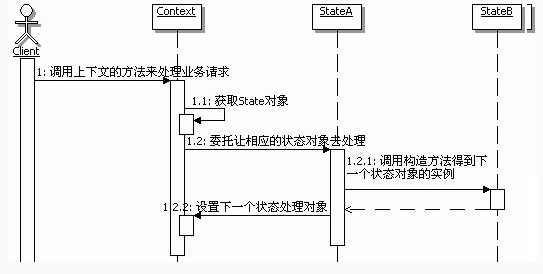 Context
StateA
StateB
Client
1: 调用上下文的方法来处理业务请求
1.1: 获取State对象
1.2: 委托让相应的状态对象去处理
1.2.1: 调用构造方法得到下
一个状态对象的实例
1.2.2: 设置下一个状态处理对象